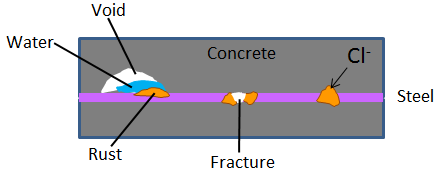 Void
Water
Concrete
Cl-
Steel
Rust
Fracture